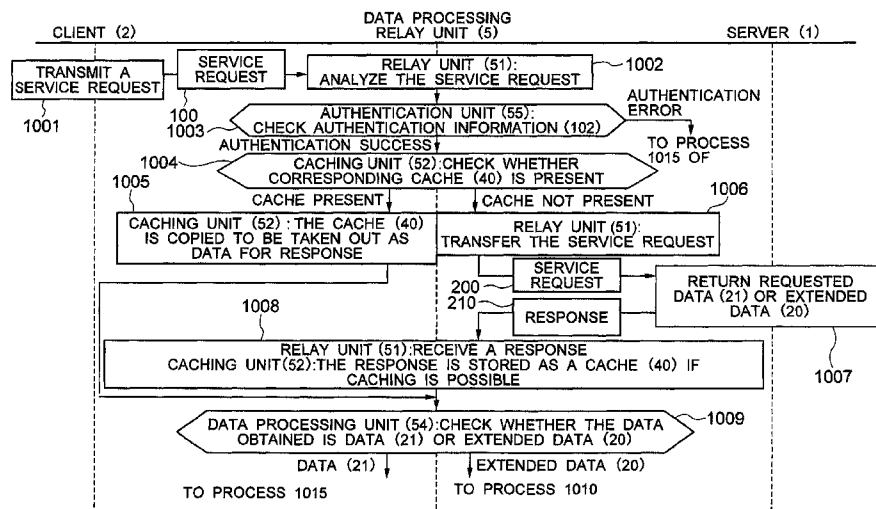 DATA PROCESSING
CLIENT (2)
RELAY UNIT (5)
SERVER (1)
TRANSMIT A
SERVICE REQUEST
1001
SERVICE
REQUEST
100
RELAY UNIT (51):
ANALYZE THE SERVICE REQUEST
1002
1003
AUTHENTICATION UNIT (55):
CHECK AUTHENTICATION INFORMATION (102)
AUTHENTICATION
ERROR
TO PROCESS
1015 OF
AUTHENTICATION SUCCESS
1004
CACHING UNIT (52):CHECK WHETHER
CORRESPONDING CACHE (40) IS PRESENT
1005
CACHE PRESENT
CACHE NOT PRESENT
1006
CACHING UNIT (52) : THE CACHE (40)
IS COPIED TO BE TAKEN OUT AS
DATA FOR RESPONSE
RELAY UNIT (51):
TRANSFER THE SERVICE REQUEST
SERVICE
REQUEST
200
210
RESPONSE
RETURN REQUESTED
DATA (21) OR EXTENDED
DATA (20)
1007
1008
RELAY UNIT (51):RECEIVE A RESPONSE
CACHING UNIT(52):THE RESPONSE IS STORED AS A CACHE (40) IF
CACHING IS POSSIBLE
1009
DATA PROCESSING UNIT (54):CHECK WHETHER THE DATA
OBTAINED IS DATA (21) OR EXTENDED DATA (20)
DATA (21)
EXTENDED DATA (20)
TO PROCESS 1015
TO PROCESS 1010